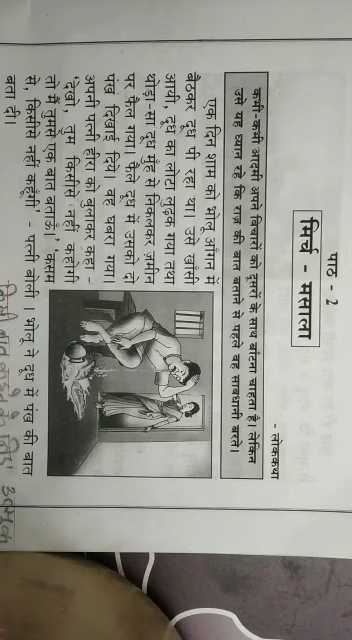 पाठ - 2
मिर्च - मसाला
- लोककथा
कभी-कभी आदमी अपने विचारों को दूसरों के साथ बाँटना चाहता है। लेकिन
उसे यह ध्यान रहे कि राज़ की बात बताने से पहले वह सावधानी बरते।
एक दिन शाम को भोलू आँगन में
बैठकर दूध पी रहा था। उसे खाँसी
आयी, दूध का लोटा लुढ़क गया तथा
थोड़ा-सा दूध मुँह से निकलकर ज़मीन
पर फैल गया। फैले दूध से उसका दो
पंख दिखाई दिये। वह घबरा गया।
अपनी पत्नी हीरा को बुलाकर कहा -
'देखो, तुम किसीसे नहीं कहोगी
तो मैं तुमसे एक बात बताऊँ।' 'कसम
से, किसीसे नहीं कहूँगी' - पत्नी बोली। भोलू ने दूध में पंख की बात
बता दी।